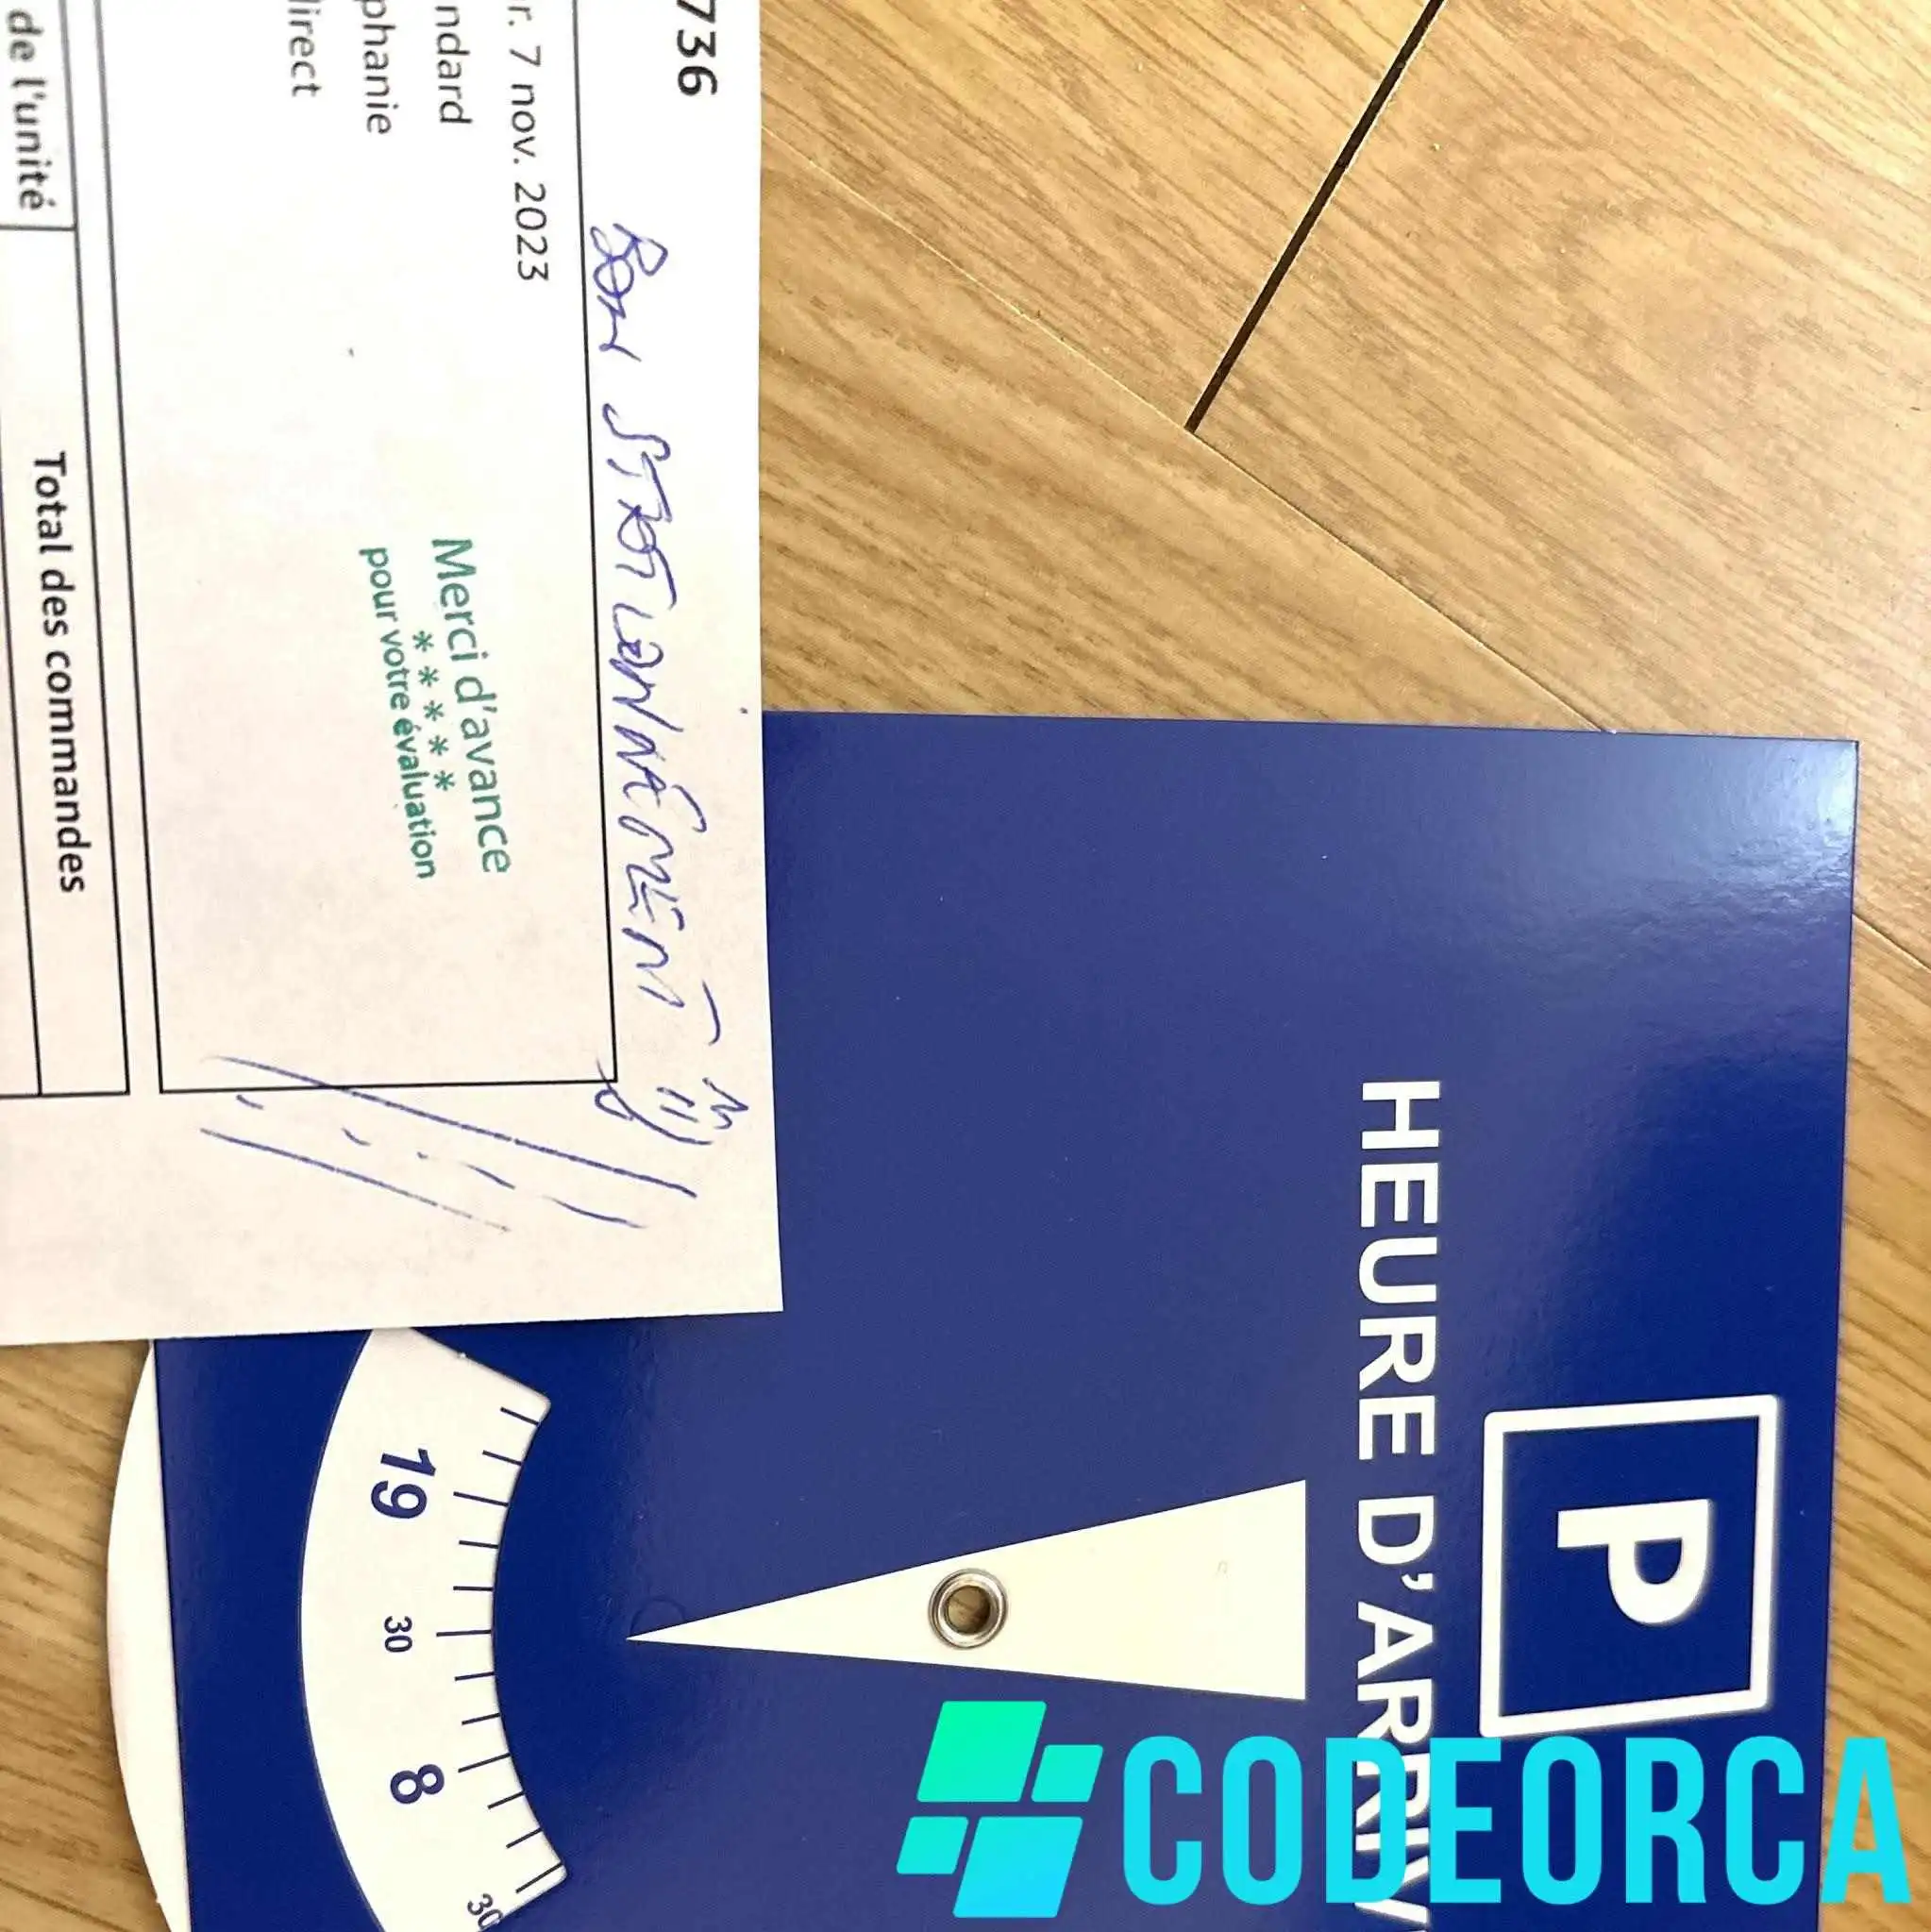 736
Bon STATIONNEMENT
r. 7 nov. 2023
ndard
phanie
direct
Merci d'avance
* * * * *
pour votre évaluation
de l'unité
Total des commandes
P
HEURE D'ARRIV
19
30
8
30
CODEORCA